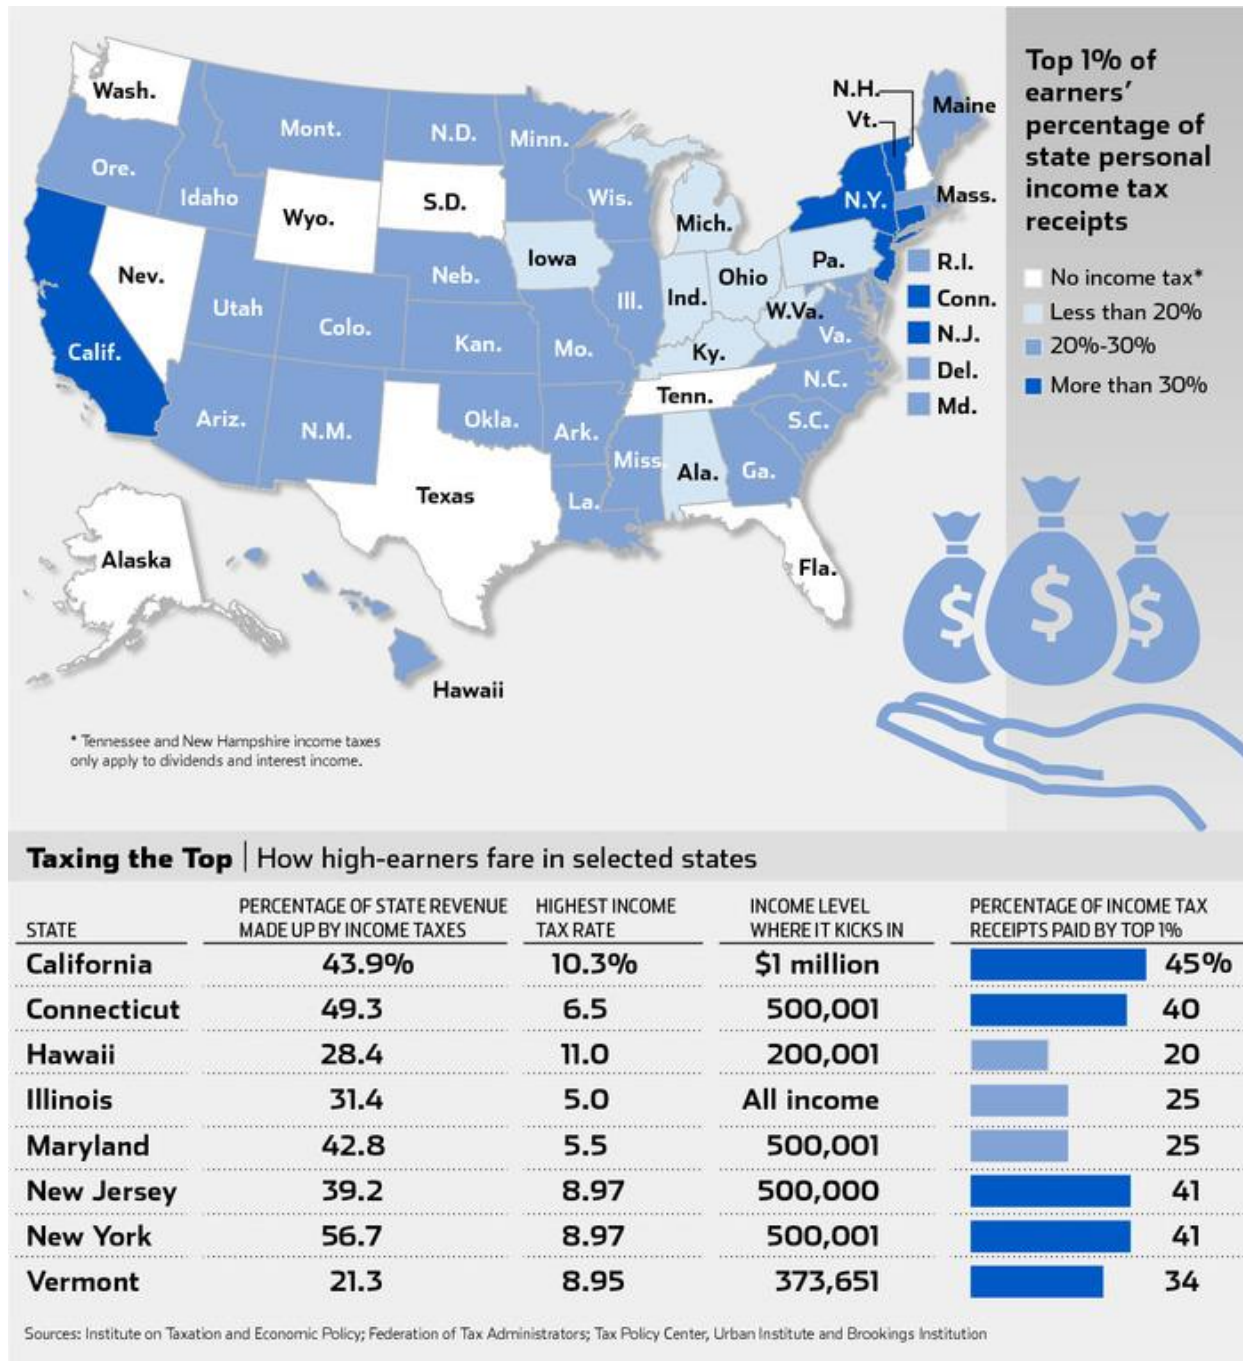 Top 1% of
earners’
percentage of
state personal
income tax
receipts
No income tax*
Less than 20%
20%-30%
More than 30%
Wash.
Ore.
Idaho
Mont.
N.D.
Minn.
Wis.
Mich.
N.H.
Vt.
Maine
N.Y.
Mass.
Wyo.
S.D.
Iowa
Nev.
Utah
Colo.
Neb.
Kan.
Mo.
Ill.
Ind.
Ohio
Pa.
W.Va.
Va.
Ky.
Calif.
Ariz.
N.M.
Okla.
Ark.
Tenn.
N.C.
S.C.
Texas
La.
Miss.
Ala.
Ga.
Fla.
Alaska
Hawaii
R.I.
Conn.
N.J.
Del.
Md.
$ $ $
* Tennessee and New Hampshire income taxes
only apply to dividends and interest income.
Taxing the Top | How high-earners fare in selected states
STATE PERCENTAGE OF STATE REVENUE MADE UP BY INCOME TAXES HIGHEST INCOME TAX RATE INCOME LEVEL WHERE IT KICKS IN PERCENTAGE OF INCOME TAX RECEIPTS PAID BY TOP 1%
California 43.9% 10.3% $1 million 45%
Connecticut 49.3 6.5 500,001 40
Hawaii 28.4 11.0 200,001 20
Illinois 31.4 5.0 All income 25
Maryland 42.8 5.5 500,001 25
New Jersey 39.2 8.97 500,000 41
New York 56.7 8.97 500,001 41
Vermont 21.3 8.95 373,651 34
Sources: Institute on Taxation and Economic Policy; Federation of Tax Administrators; Tax Policy Center, Urban Institute and Brookings Institution